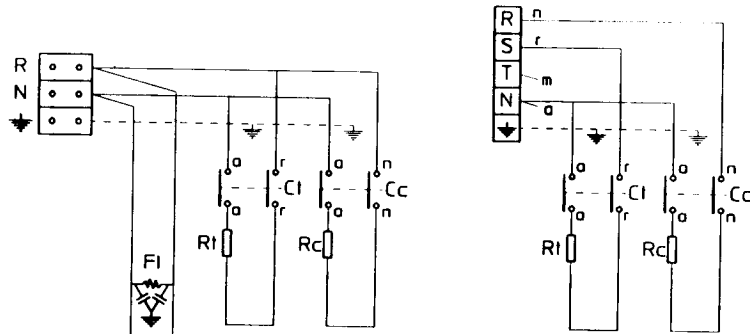 R
N
a r a n
Ct Cc
a r a n
Rt Rc
Fl
R n
S r
T m
N a
a r a n
Ct Cc
a r a n
Rt Rc